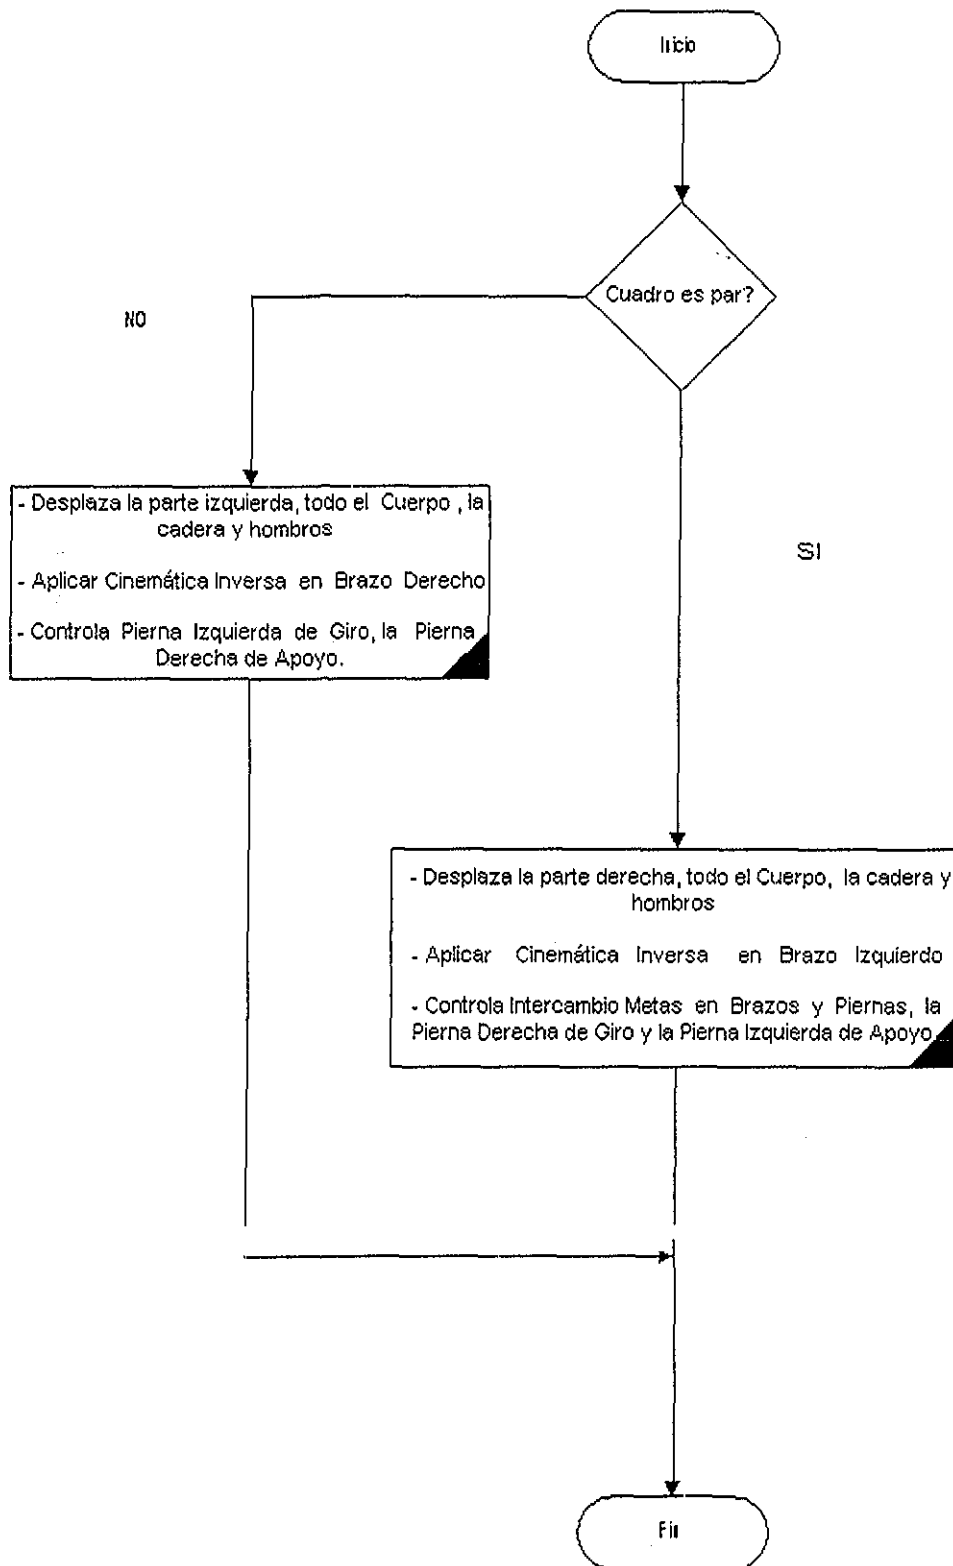 Inicio
Cuadro es par?
NO
- Desplaza la parte izquierda, todo el Cuerpo , la
cadera y hombros
- Aplicar Cinemática Inversa en Brazo Derecho
- Controla Pierna Izquierda de Giro, la Pierna
Derecha de Apoyo.
SI
- Desplaza la parte derecha, todo el Cuerpo, la cadera y
hombros
- Aplicar Cinemática Inversa en Brazo Izquierdo
- Controla Intercambio Metas en Brazos y Piernas, la
Pierna Derecha de Giro y la Pierna Izquierda de Apoyo.
Fin